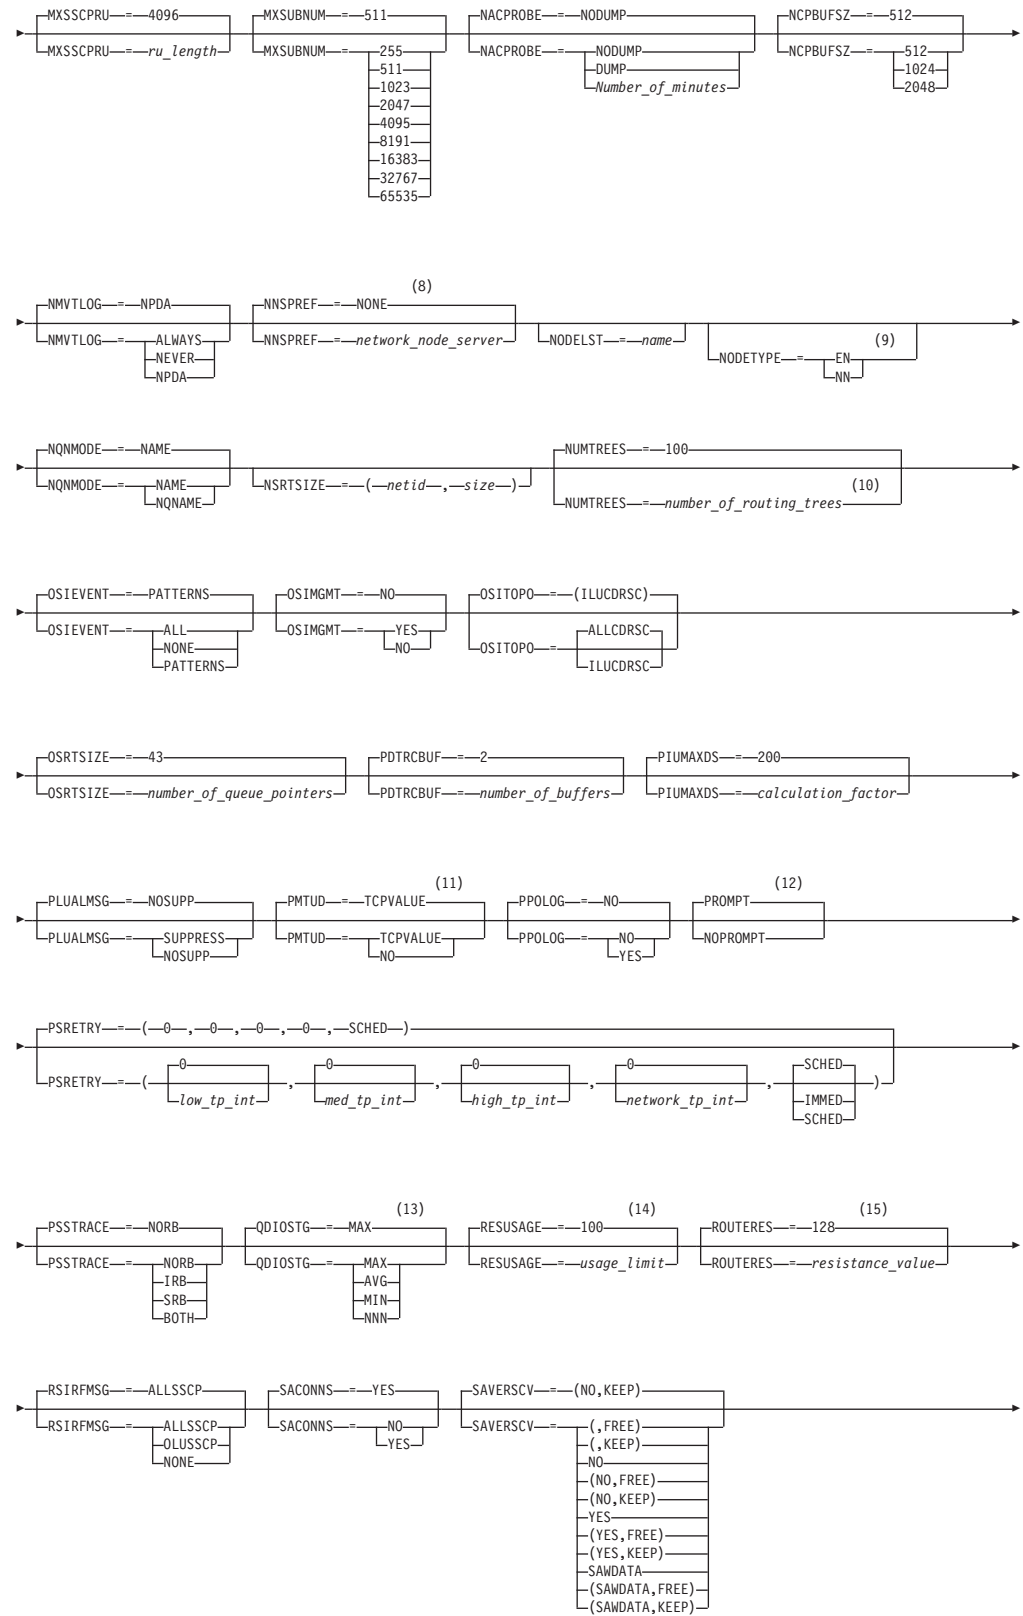 MXSSCPRU = 4096 MXSUBNUM = 511 NACPROBE = NODUMP NCPBUFSZ = 512
MXSSCPRU = ru_length MXSUBNUM = 255 NACPROBE = NODUMP NCPBUFSZ = 512
511 DUMP 1024
1023 Number_of_minutes 2048
2047
4095
8191
16383
32767
65535
(8)
NMVTLOG = NPDA NNSPREF = NONE
NMVTLOG = ALWAYS NNSPREF = network_node_server NODELST = name (9)
NEVER NODETYPE = EN
NPDA NN
NQNMODE = NAME NUMTREES = 100
NQNMODE = NAME NSRTSIZE = ( netid , size ) (10)
NQNAME NUMTREES = number_of_routing_trees
OSIEVENT = PATTERNS OSIMGMT = NO OSITOPO = (ILUCDRSC)
OSIEVENT = ALL OSIMGMT = YES ALLCDRSC
NONE NO OSITOPO =
PATTERNS ILUCDRSC
OSRTSIZE = 43 PDTRCBUF = 2 PIUMAXDS = 200
OSRTSIZE = number_of_queue_pointers PDTRCBUF = number_of_buffers PIUMAXDS = calculation_factor
(11) (12)
PLUALMSG = NOSUPP PMTUD = TCPVALUE PPOLOG = NO PROMPT
PLUALMSG = SUPPRESS PMTUD = TCPVALUE PPOLOG = NO NOPROMPT
NOSUPP NO YES
PSRETRY = ( 0 , 0 , 0 , 0 , SCHED )
0 0 0 0 SCHED
PSRETRY = ( , , , , )
low_tp_int med_tp_int high_tp_int network_tp_int IMMED
SCHED
(13) (14) (15)
PSSTRACE = NORB QDIOSTG = MAX RESUSAGE = 100 ROUTERES = 128
PSSTRACE = NORB QDIOSTG = MAX RESUSAGE = usage_limit ROUTERES = resistance_value
IRB AVG
SRB MIN
BOTH NNN
RSIRFMSG = ALLSSCP SACONNS = YES SAVERSCV = (NO,KEEP)
RSIRFMSG = ALLSSCP SACONNS = NO SAVERSCV = (,FREE)
OLUSSCP YES (,KEEP)
NONE NO
(NO,FREE)
(NO,KEEP)
YES
(YES,FREE)
(YES,KEEP)
SAWDATA
(SAWDATA,FREE)
(SAWDATA,KEEP)